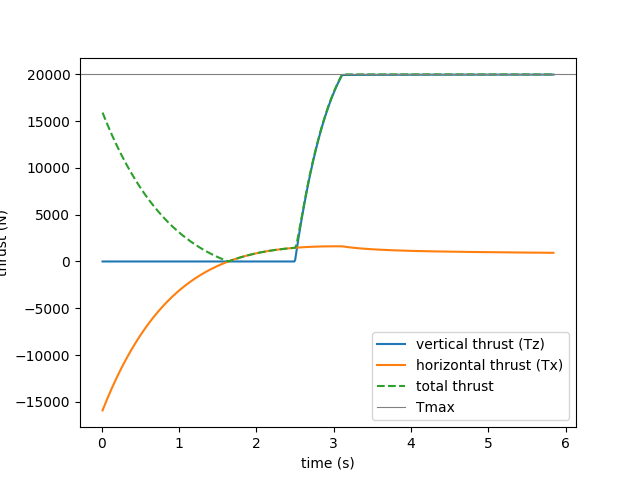 20000
15000
10000
5000
0
−5000
−10000
−15000
thrust (N)
vertical thrust (Tz)
horizontal thrust (Tx)
total thrust
Tmax
0 1 2 3 4 5 6
time (s)